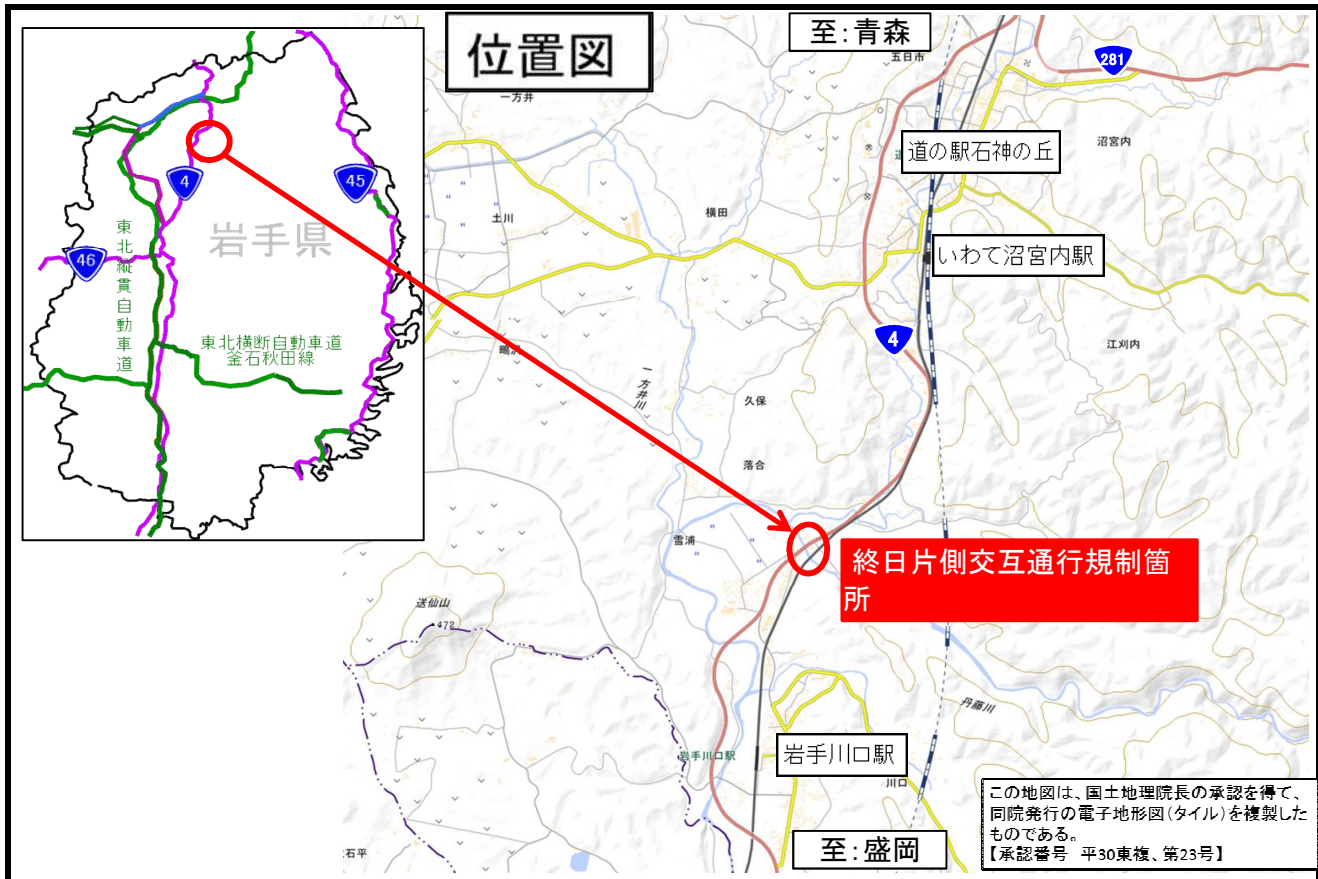 位置図
至:青森
五日市
281
一方井
道の駅石神の丘
沼宮内
4
45
岩手県
46
東北縦貫自動車道
東北横断自動車道
釜石秋田線
土川
横田
いわて沼宮内駅
4
江刈内
一方井川
久保
落合
雪浦
終日片側交互通行規制箇
所
送仙山
472
丹藤川
岩手川口駅
岩手川口駅
川口
至:盛岡
この地図は、国土地理院長の承認を得て、
同院発行の電子地形図(タイル)を複製した
ものである。
【承認番号 平30東複、第23号】